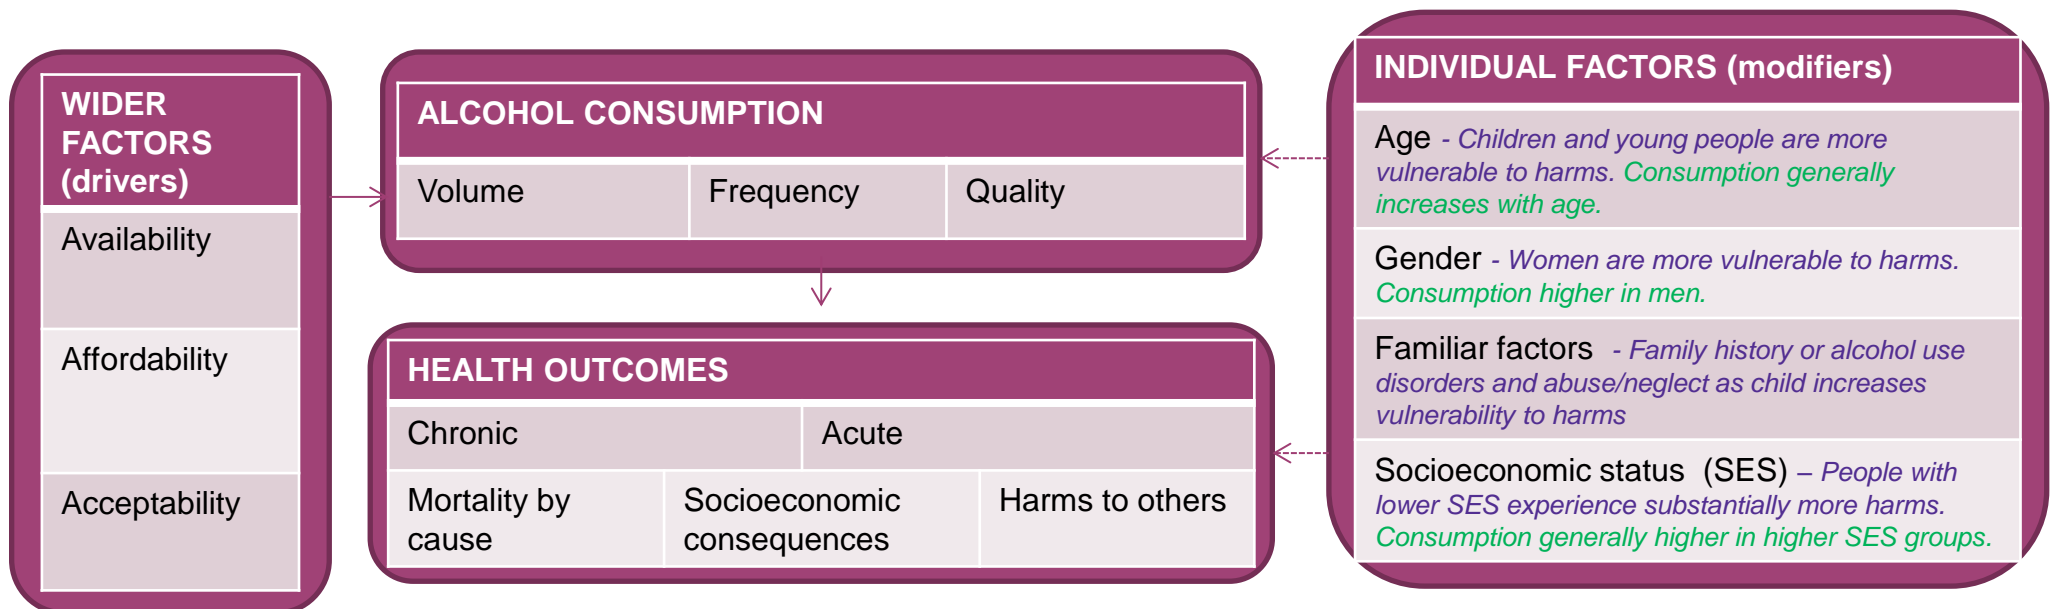 WIDER
FACTORS
(drivers)
Availability
Affordability
Acceptability
ALCOHOL CONSUMPTION
Volume
Frequency
Quality
HEALTH OUTCOMES
Chronic
Acute
Mortality by
cause
Socioeconomic
consequences
Harms to others
INDIVIDUAL FACTORS (modifiers)
Age - Children and young people are more
vulnerable to harms. Consumption generally
increases with age.
Gender - Women are more vulnerable to harms.
Consumption higher in men.
Familiar factors - Family history or alcohol use
disorders and abuse/neglect as child increases
vulnerability to harms
Socioeconomic status (SES) – People with
lower SES experience substantially more harms.
Consumption generally higher in higher SES groups.